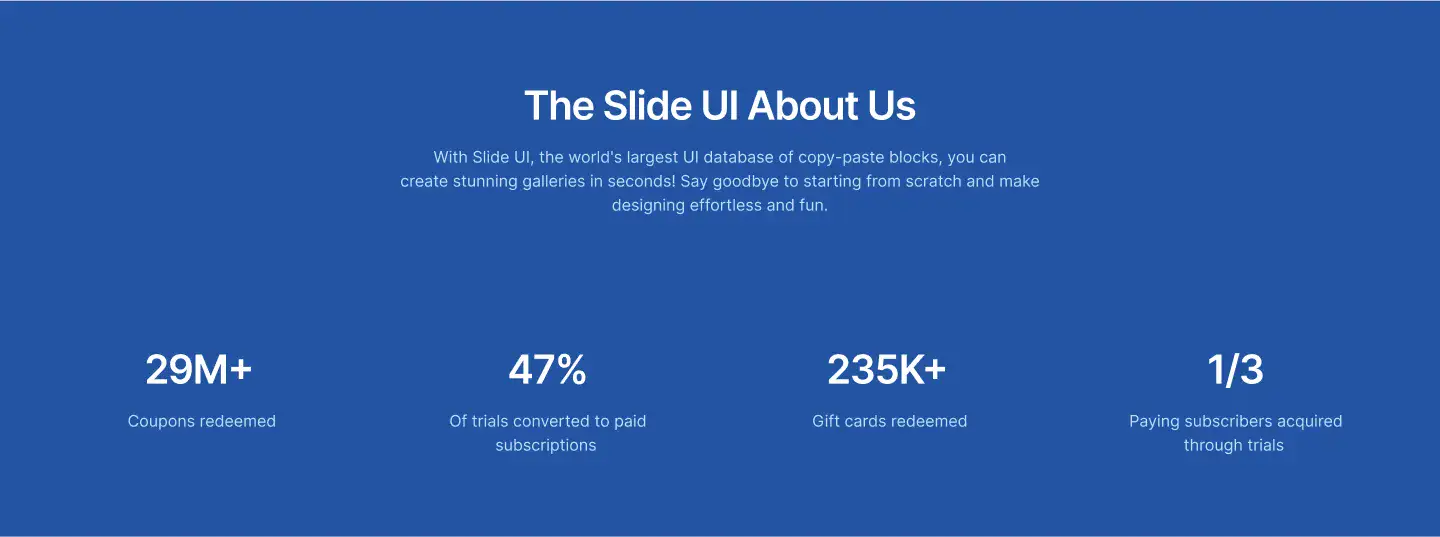 The Slide UI About Us
With Slide UI, the world's largest UI database of copy-paste blocks, you can
create stunning galleries in seconds! Say goodbye to starting from scratch and make
designing effortless and fun.
29M+
Coupons redeemed
47%
Of trials converted to paid
subscriptions
235K+
Gift cards redeemed
1/3
Paying subscribers acquired
through trials